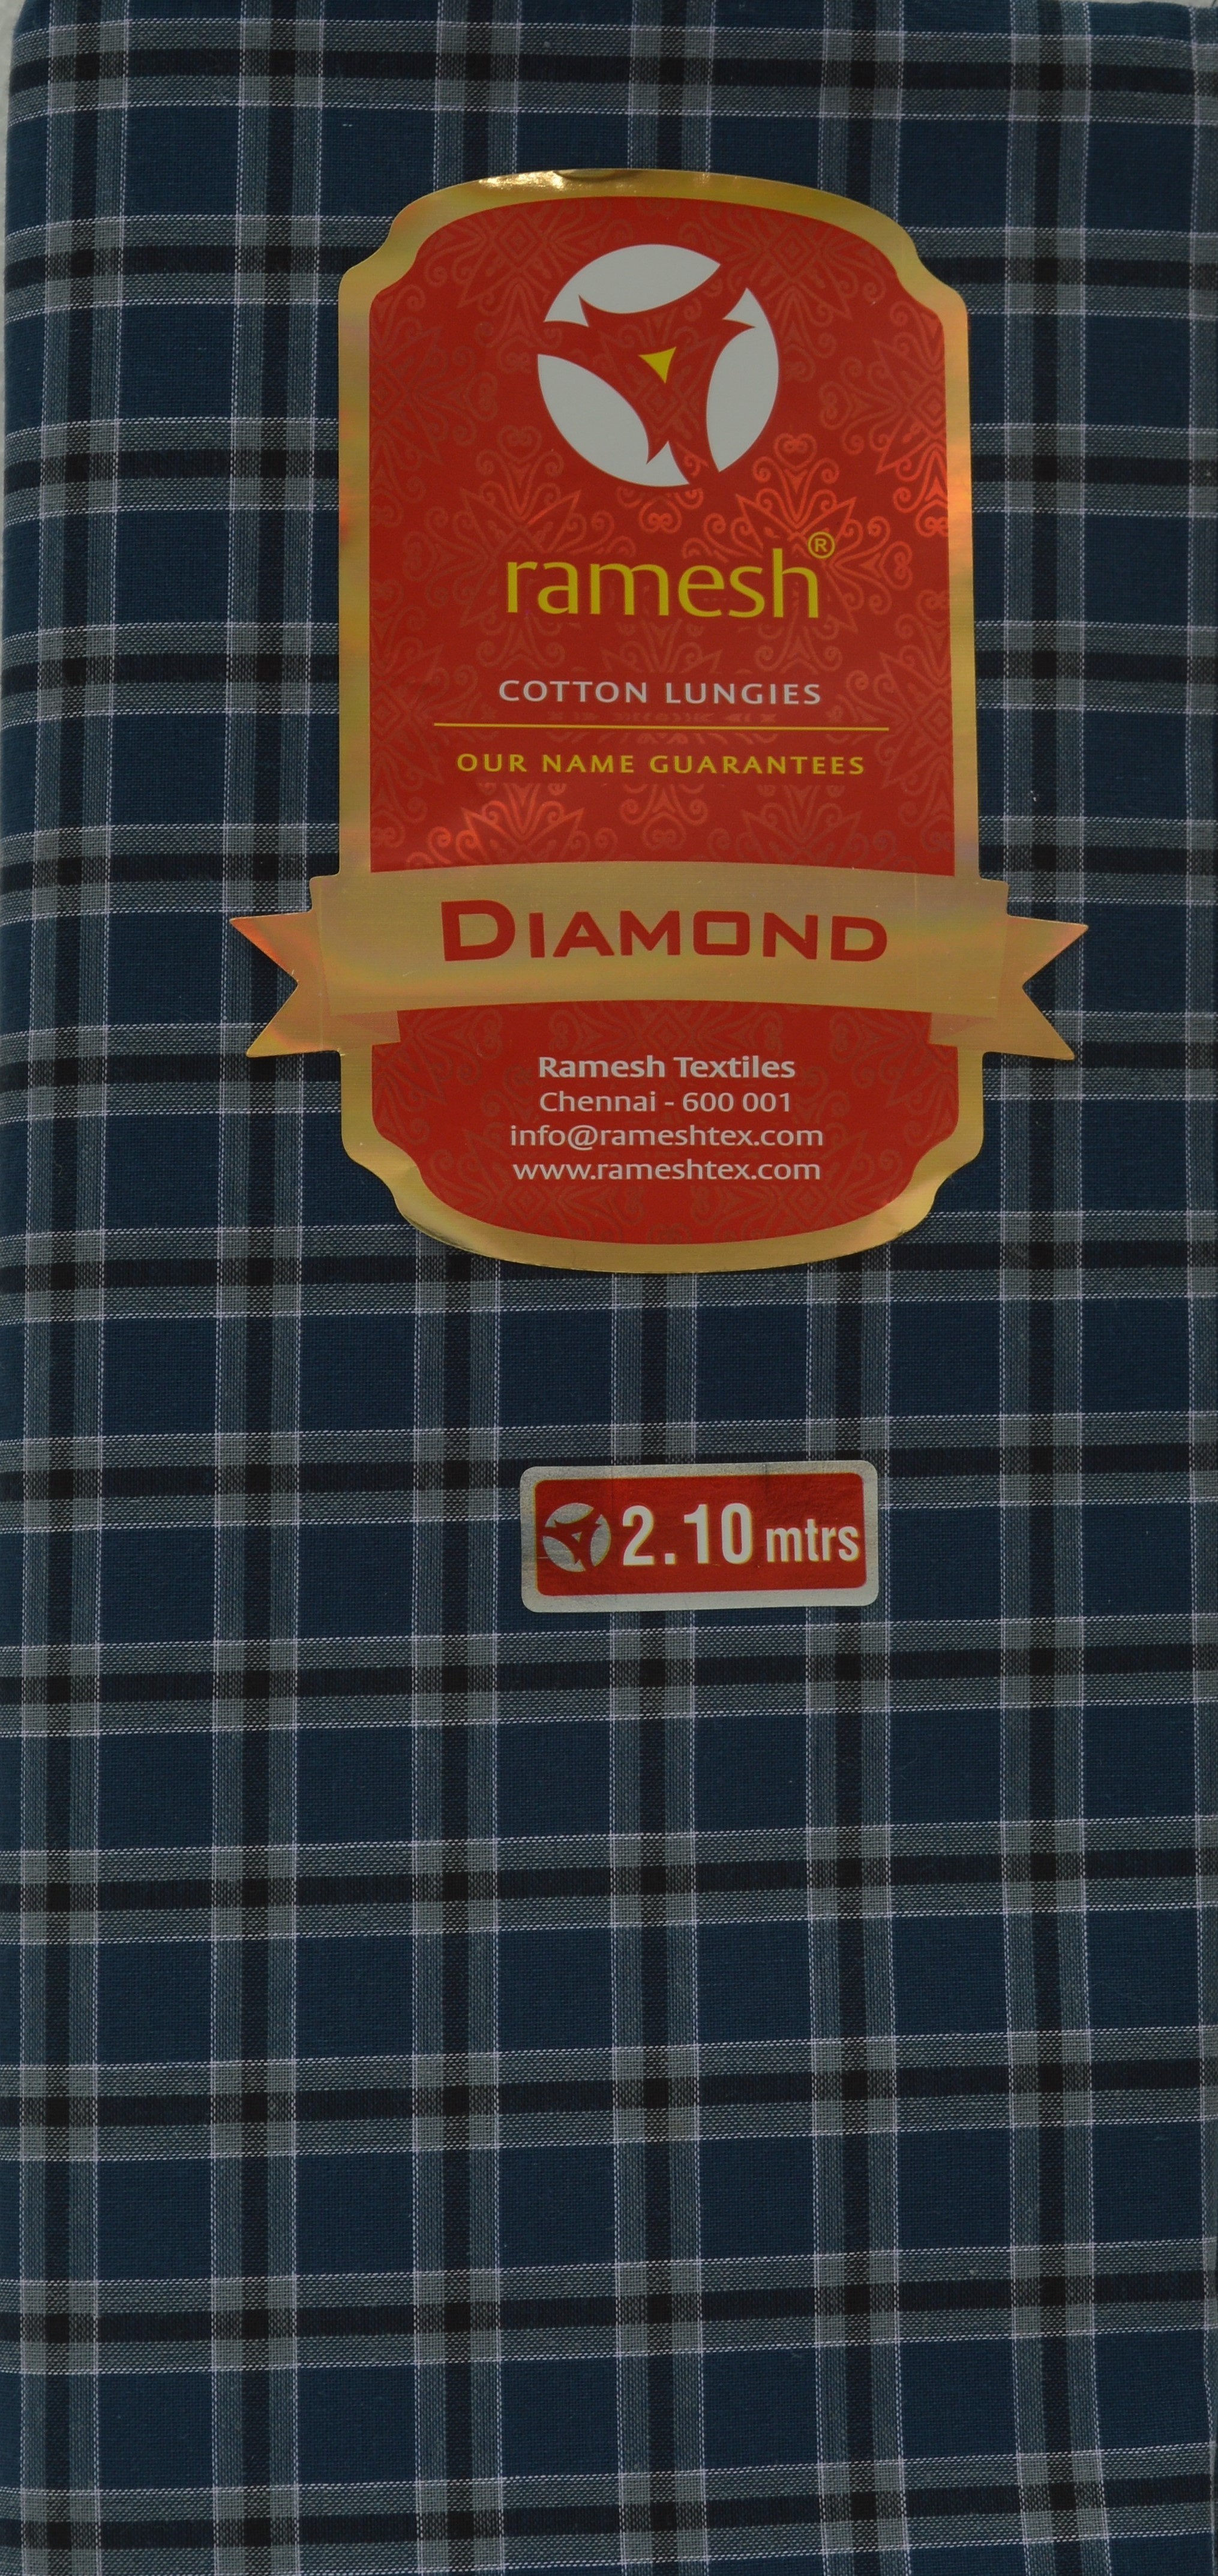 ramesh®
COTTON LUNGIES
OUR NAME GUARANTEES
DIAMOND
Ramesh Textiles
Chennai - 600 001
info@rameshtex.com
www.rameshtex.com
2.10 mtrs